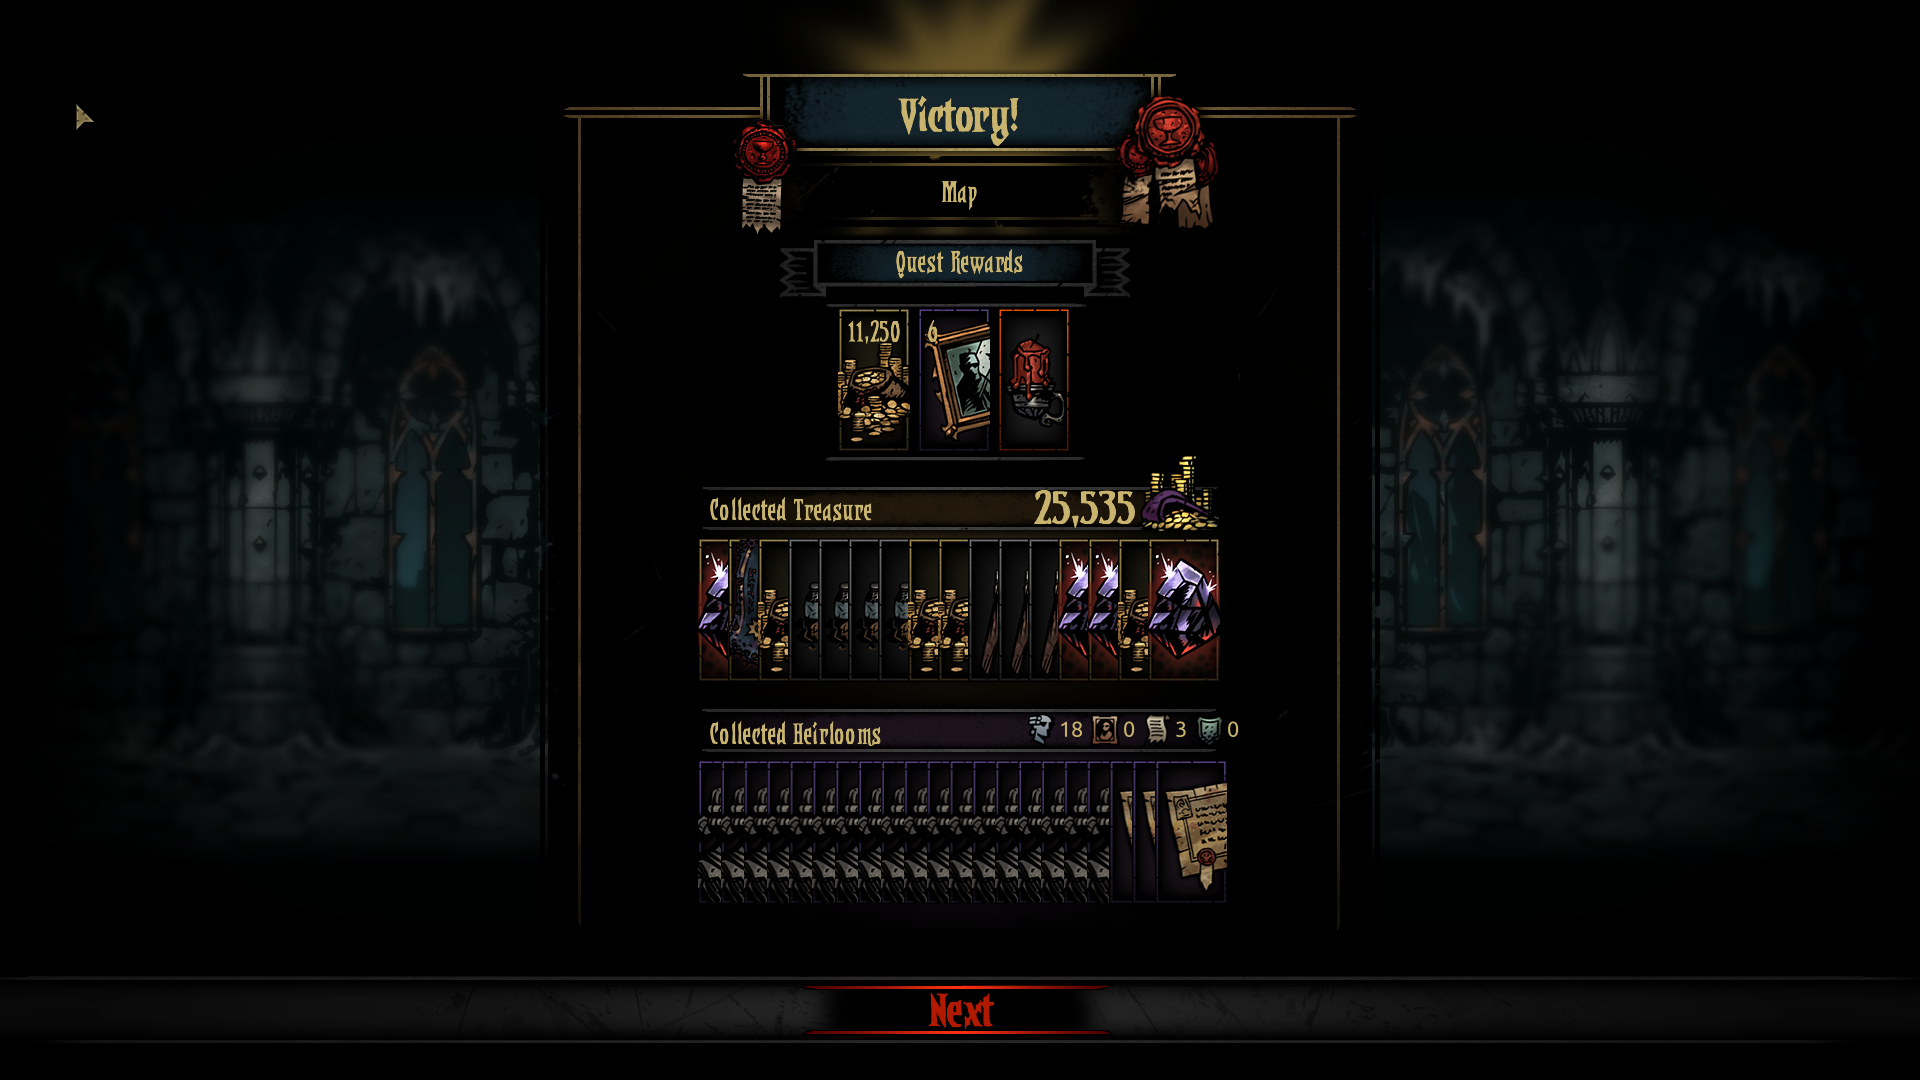 Victory!
Map
Quest Rewards
11,250 6
Collected Treasure 25,535
Collected Heirlooms 18 0 3 0
Next